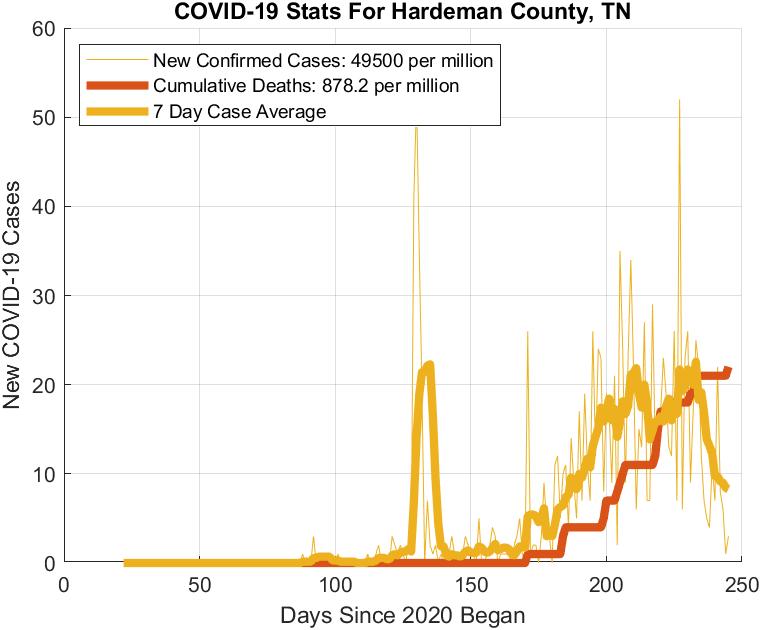 COVID-19 Stats For Hardeman County, TN
New Confirmed Cases: 49500 per million
Cumulative Deaths: 878.2 per million
7 Day Case Average
New COVID-19 Cases
60
50
40
30
20
10
0
0 50 100 150 200 250
Days Since 2020 Began